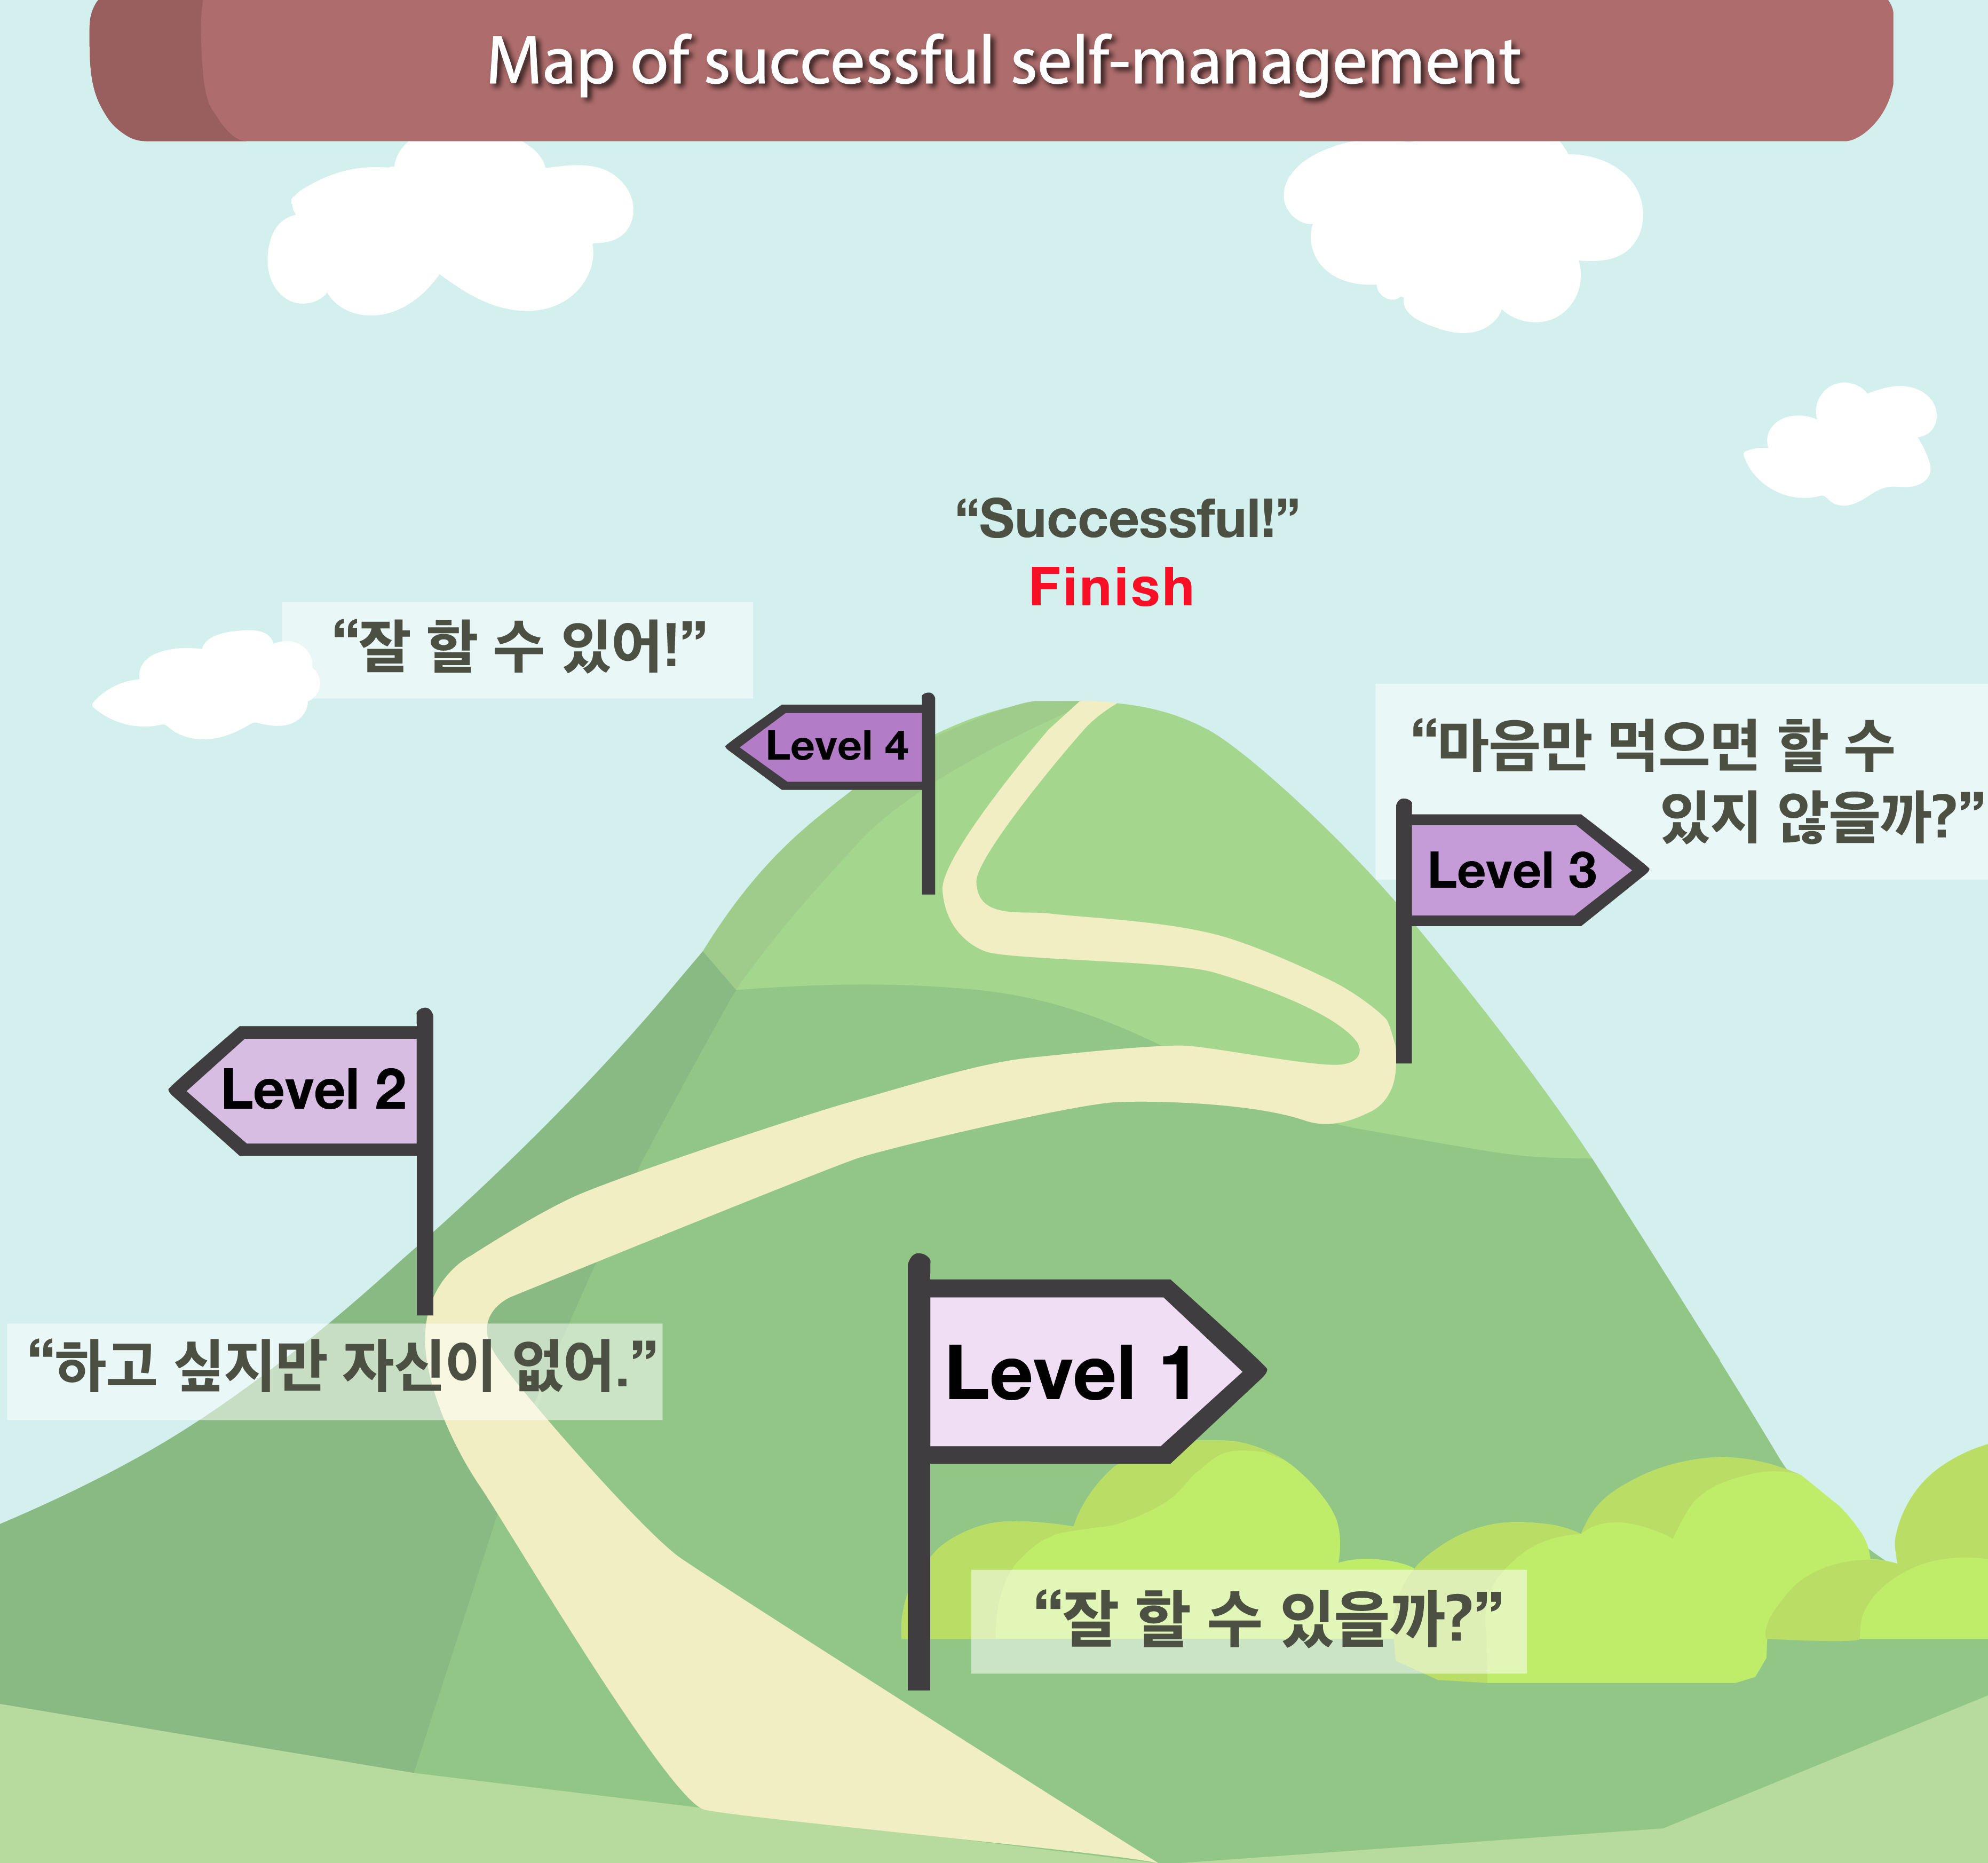 Map of successful self-management
“Successful!”
Finish
“잘 할 수 있어!”
Level 4
“마음만 먹으면 할 수
있지 않을까?”
Level 3
Level 2
“하고 싶지만 자신이 없어.”
Level 1
“잘 할 수 있을까?”